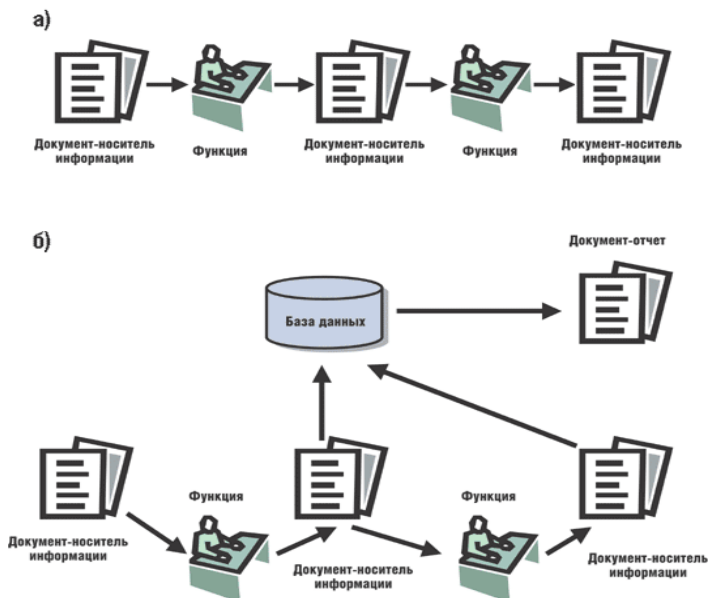 а)
Документ-носитель
информации
Функция
Документ-носитель
информации
Функция
Документ-носитель
информации
б)
Документ-отчет
База данных
Функция
Функция
Документ-носитель
информации
Документ-носитель
информации
Документ-носитель
информации